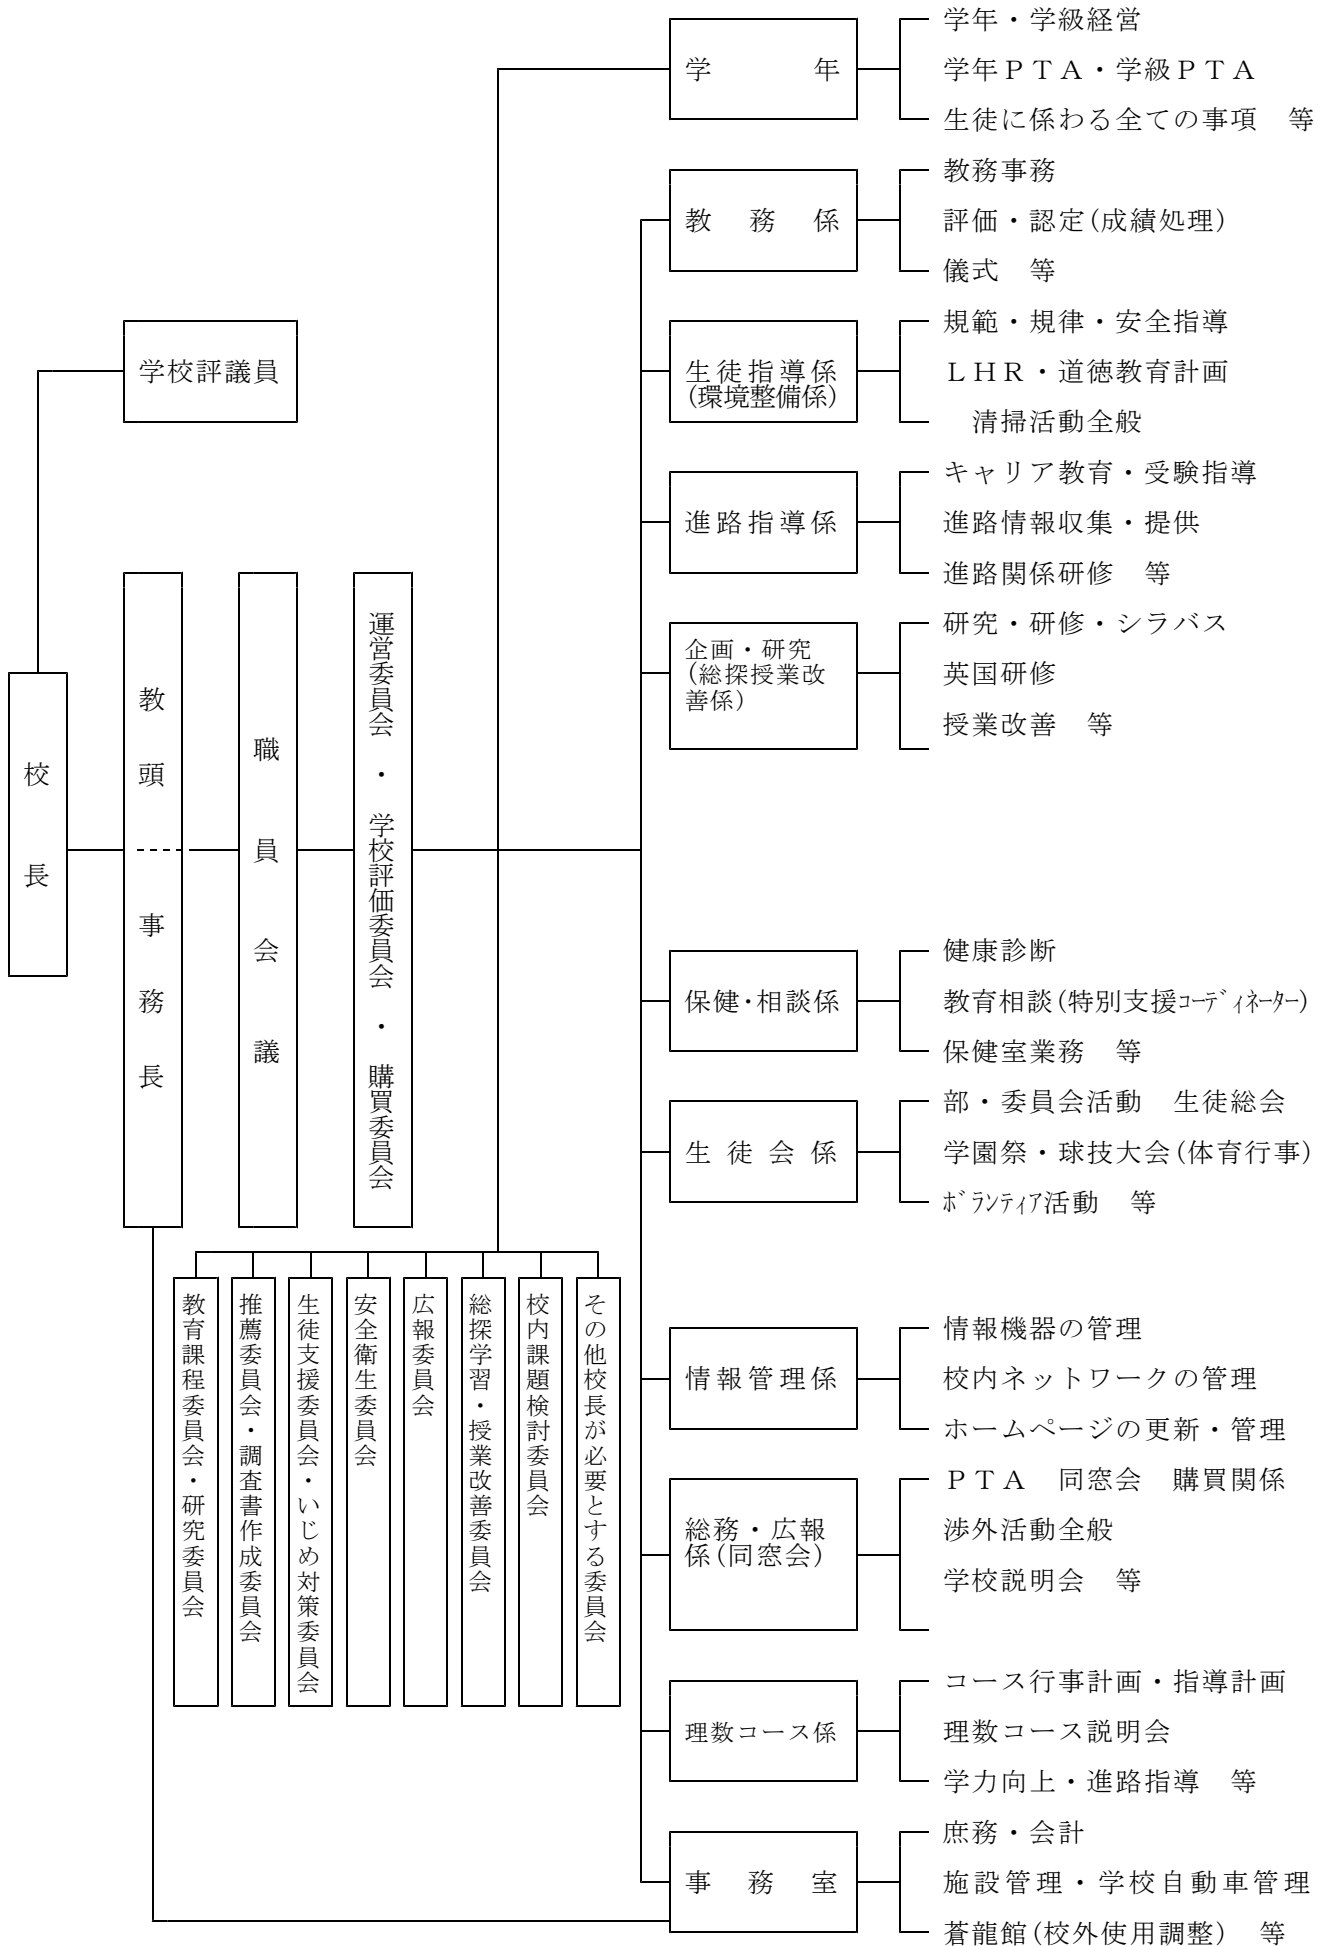 学年
学年・学級経営
学年ＰＴＡ・学級ＰＴＡ
生徒に係わる全ての事項　等
教務係
教務事務
評価・認定(成績処理)
儀式　等
学校評議員
生徒指導係
(環境整備係)
規範・規律・安全指導
ＬＨＲ・道徳教育計画
清掃活動全般
進路指導係
キャリア教育・受験指導
進路情報収集・提供
進路関係研修　等
企画・研究
(総探授業改
善係)
研究・研修・シラバス
英国研修
授業改善　等
校長
教頭
事務長
職員会議
運営委員会・学校評価委員会・購買委員会
保健・相談係
健康診断
教育相談(特別支援ｺｰﾃﾞｨﾈｰﾀｰ)
保健室業務　等
生徒会係
部・委員会活動　生徒総会
学園祭・球技大会(体育行事)
ﾎﾞﾗﾝﾃｨｱ活動　等
教育課程委員会・研究委員会
推薦委員会・調査書作成委員会
生徒支援委員会・いじめ対策委員会
安全衛生委員会
広報委員会
総探学習・授業改善委員会
校内課題検討委員会
その他校長が必要とする委員会
情報管理係
情報機器の管理
校内ネットワークの管理
ホームページの更新・管理
総務・広報
係(同窓会)
ＰＴＡ　同窓会　購買関係
渉外活動全般
学校説明会　等
理数コース係
コース行事計画・指導計画
理数コース説明会
学力向上・進路指導　等
事務室
庶務・会計
施設管理・学校自動車管理
蒼龍館(校外使用調整)　等